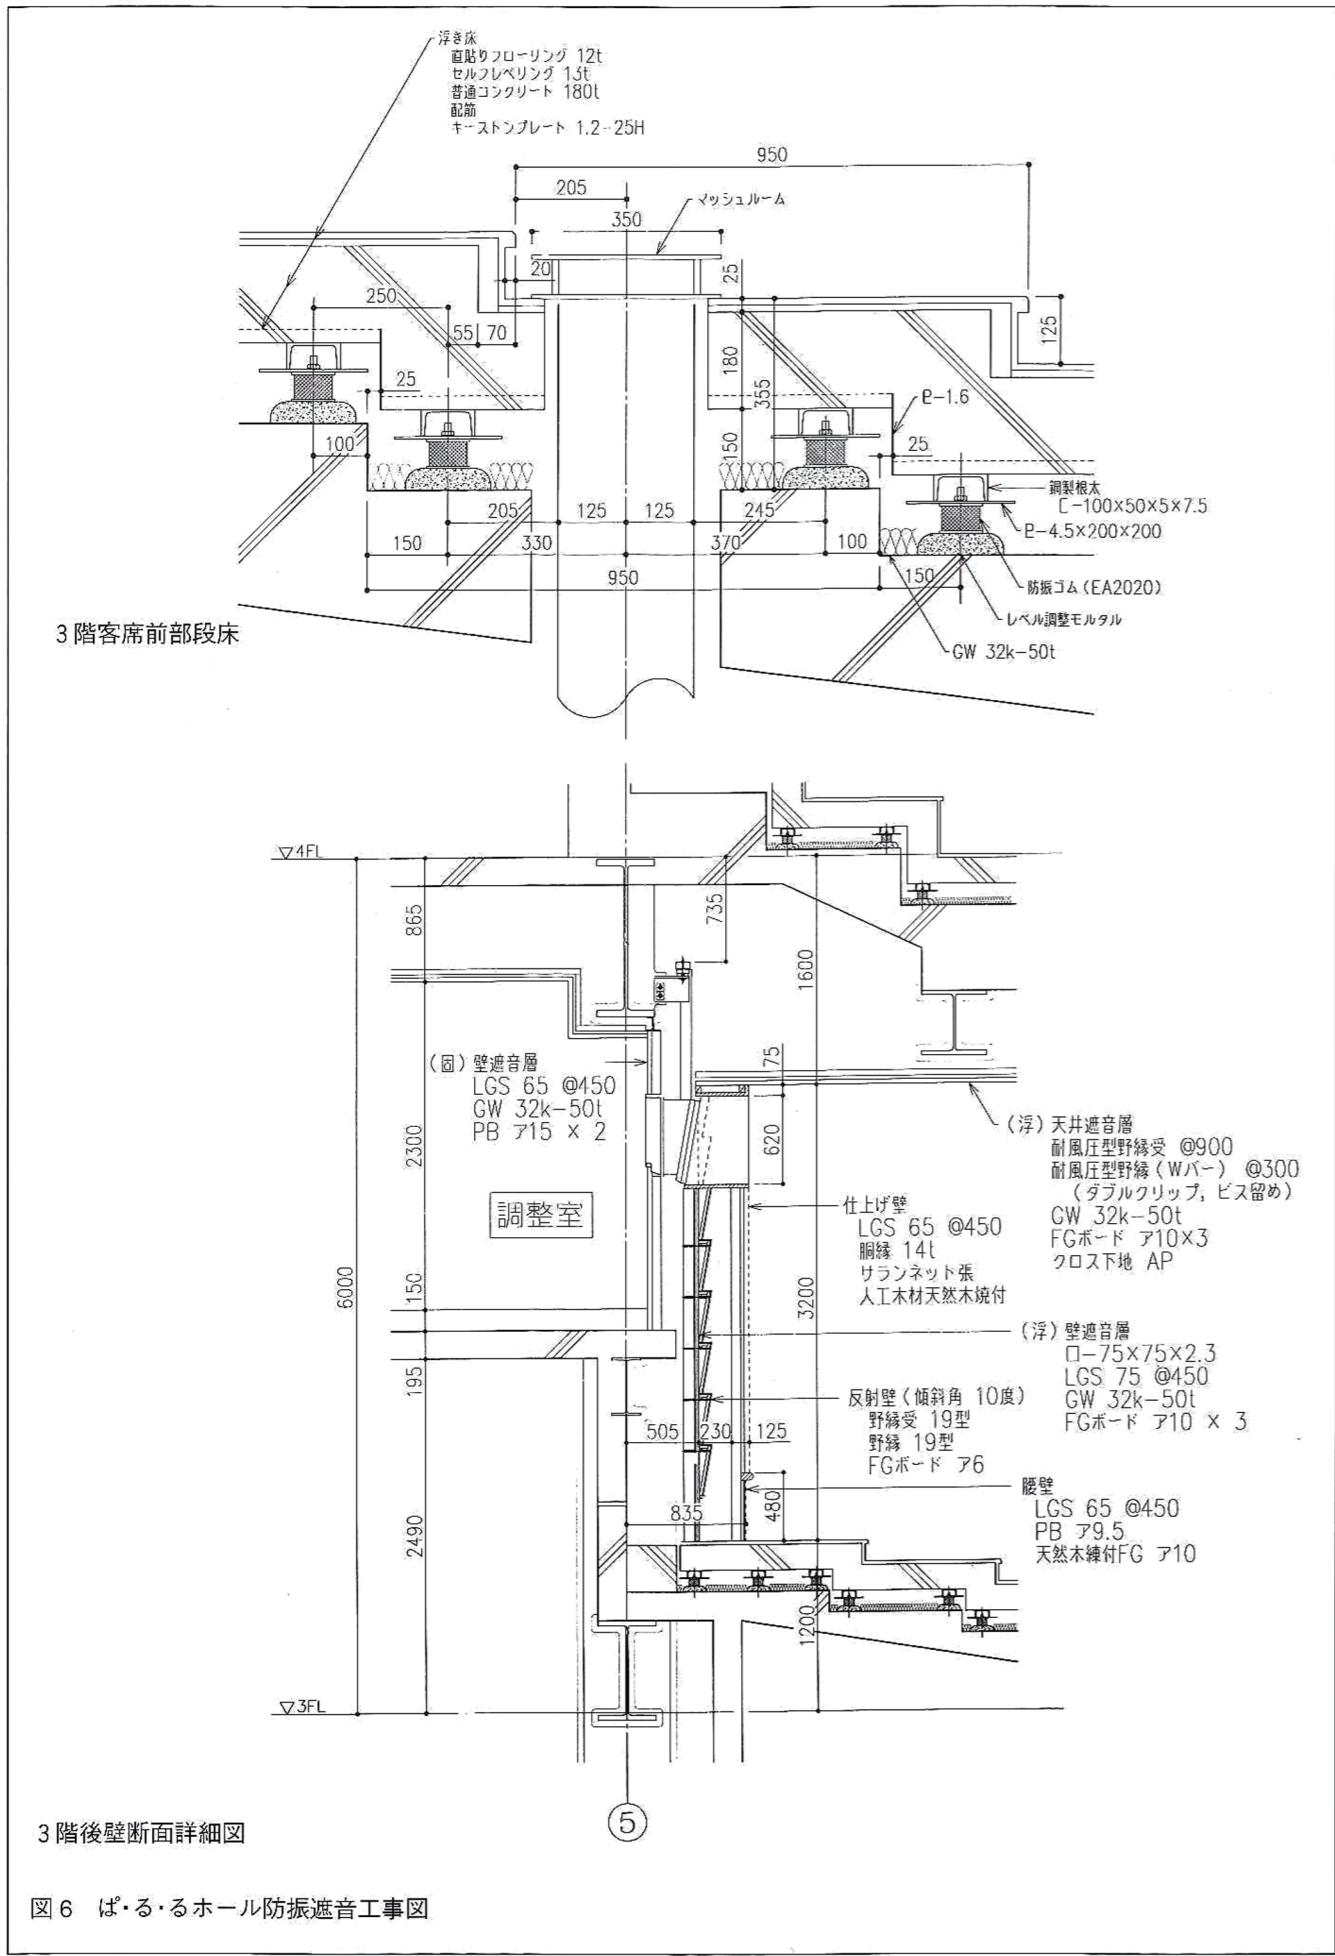 浮き床
直貼りフローリング 12t
セルフレベリング 13t
普通コンクリート 180t
配筋
キーストンプレート 1.2-25H
950
205
マッシュルーム
350
20
25
250
55 70
125
180
355
25
PL-1.6
100
150
25
鋼製根太
C-100×50×5×7.5
205 125 125 245
PL-4.5×200×200
150 330 370 100
950 150
防振ゴム(EA2020)
レベル調整モルタル
GW 32k-50t
3階客席前部段床
▽4FL
865
735
1600
(固)壁遮音層
LGS 65 @450
GW 32k-50t
PB ア15 × 2
75
620
2300
調整室
(浮)天井遮音層
耐風圧型野縁受 @900
耐風圧型野縁(Wバー) @300
(ダブルクリップ, ビス留め)
GW 32k-50t
FGボード ア10×3
クロス下地 AP
仕上げ壁
LGS 65 @450
胴縁 14t
サランネット張
人工木材天然木焼付
6000
150
3200
(浮)壁遮音層
ロ-75×75×2.3
LGS 75 @450
GW 32k-50t
FGボード ア10 × 3
195
反射壁(傾斜角 10度)
野縁受 19型
野縁 19型
FGボード ア6
505 230 125
835
480
腰壁
LGS 65 @450
PB ア9.5
天然木練付FG ア10
2490
1200
▽3FL
5
3階後壁断面詳細図
図6 ぱ・る・るホール防振遮音工事図